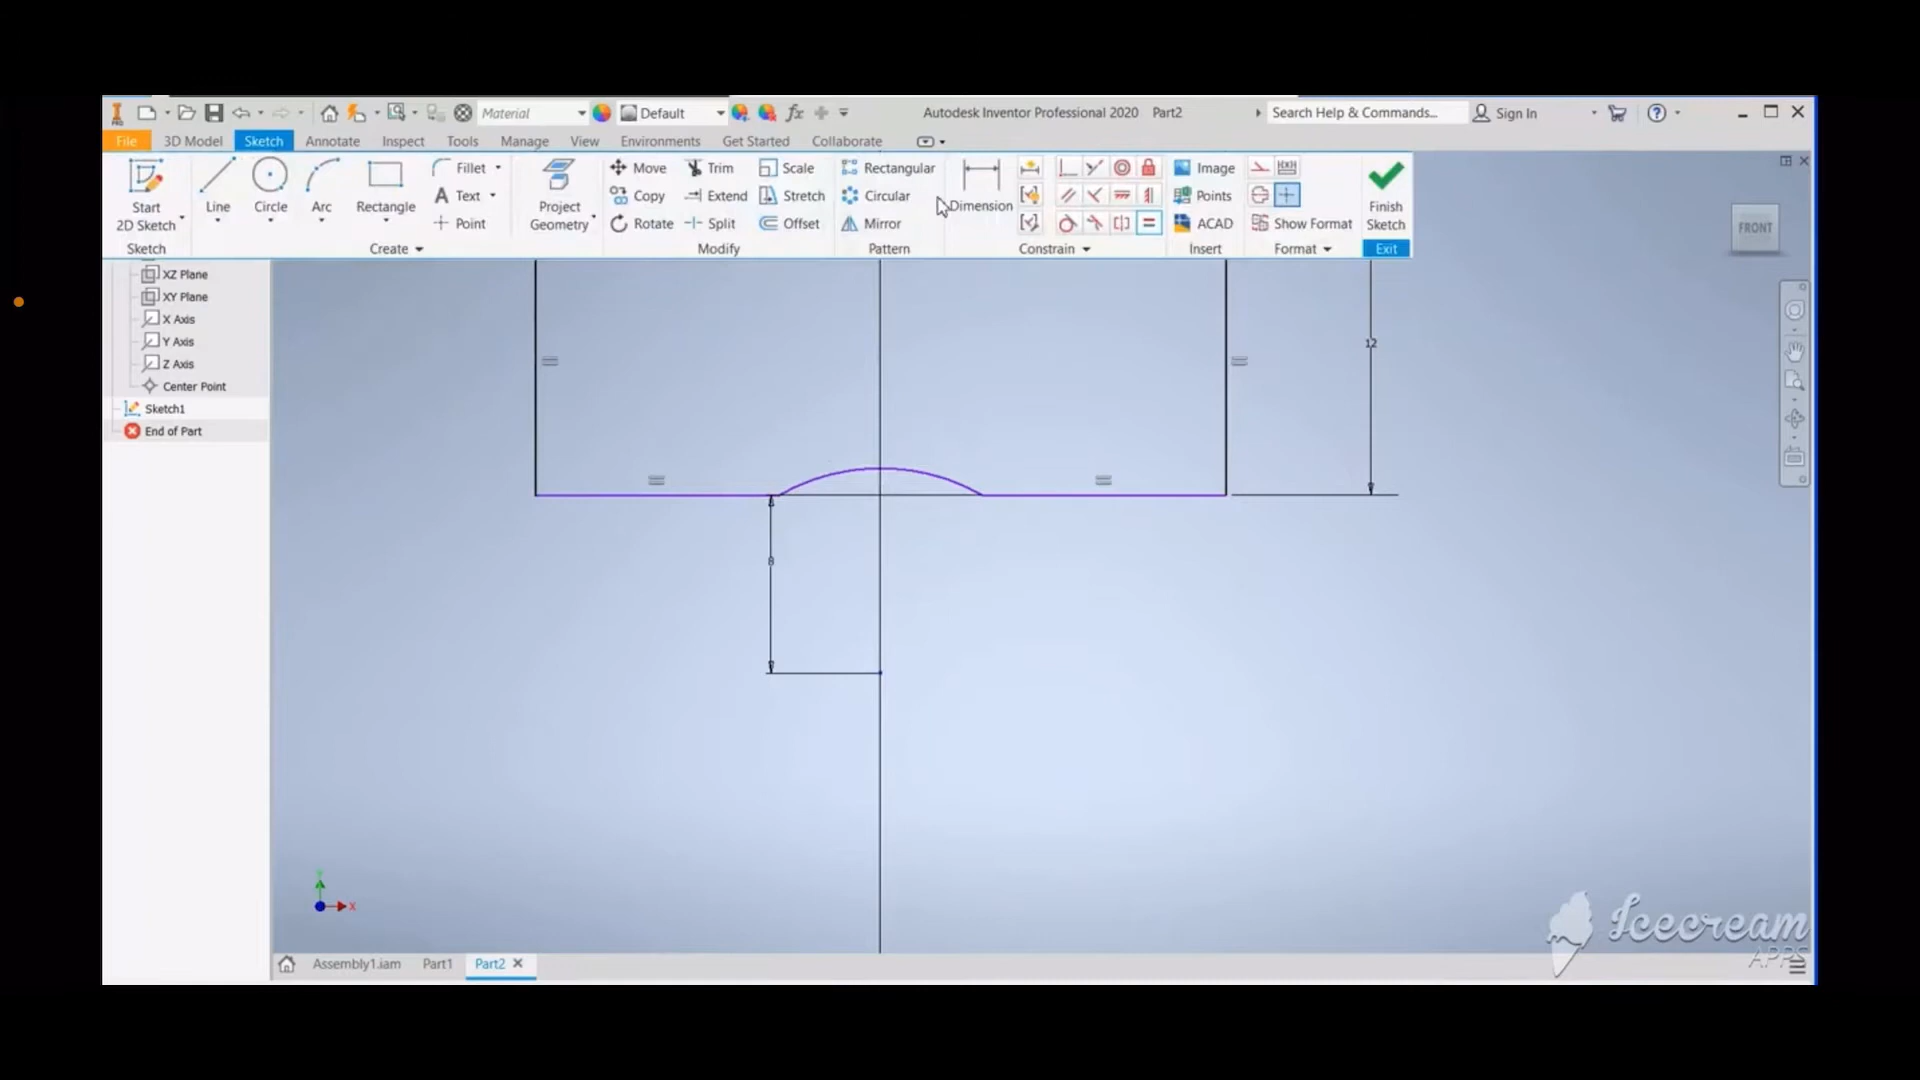 PRO Material Default fx Autodesk Inventor Professional 2020 Part2 Search Help & Commands... Sign In ?
File 3D Model Sketch Annotate Inspect Tools Manage View Environments Get Started Collaborate
Start 2D Sketch
Line
Circle
Arc
Rectangle
Fillet
A Text
Point
Project Geometry
Move
Copy
Rotate
Trim
Extend
Split
Scale
Stretch
Offset
Rectangular
Circular
Mirror
Dimension
Image
Points
ACAD
Show Format
Finish Sketch
Sketch Create Modify Pattern Constrain Insert Format Exit
FRONT
XZ Plane
XY Plane
X Axis
Y Axis
Z Axis
Center Point
Sketch1
End of Part
12
8
Y
X
Icecream
APPS
Assembly1.iam Part1 Part2